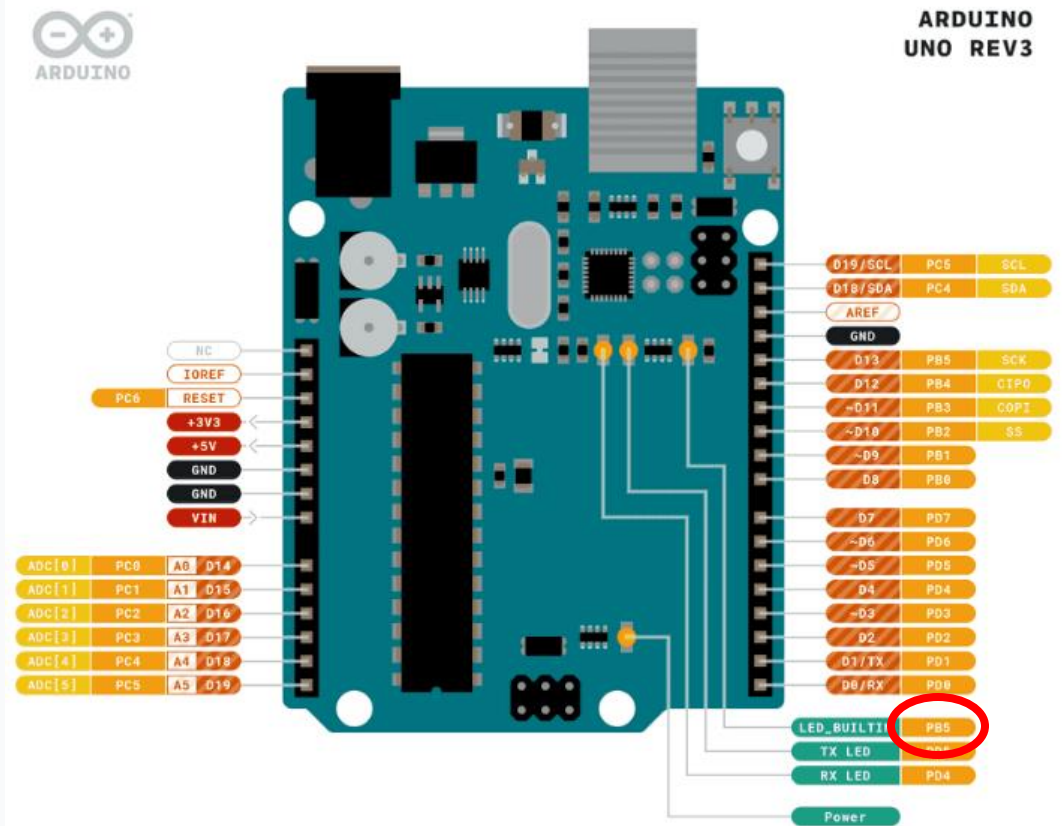 ARDUINO
ARDUINO
UNO REV3
NC
IOREF
PC6 RESET
+3V3
+5V
GND
GND
VIN
ADC[0] PC0 A0 D14
ADC[1] PC1 A1 D15
ADC[2] PC2 A2 D16
ADC[3] PC3 A3 D17
ADC[4] PC4 A4 D18
ADC[5] PC5 A5 D19
D19/SCL PC5 SCL
D18/SDA PC4 SDA
AREF
GND
D13 PB5 SCK
D12 PB4 CIPO
~D11 PB3 COPI
~D10 PB2 SS
~D9 PB1
D8 PB0
D7 PD7
~D6 PD6
~D5 PD5
D4 PD4
~D3 PD3
D2 PD2
D1/TX PD1
D0/RX PD0
PB5
TX LED
RX LED PD4
Power